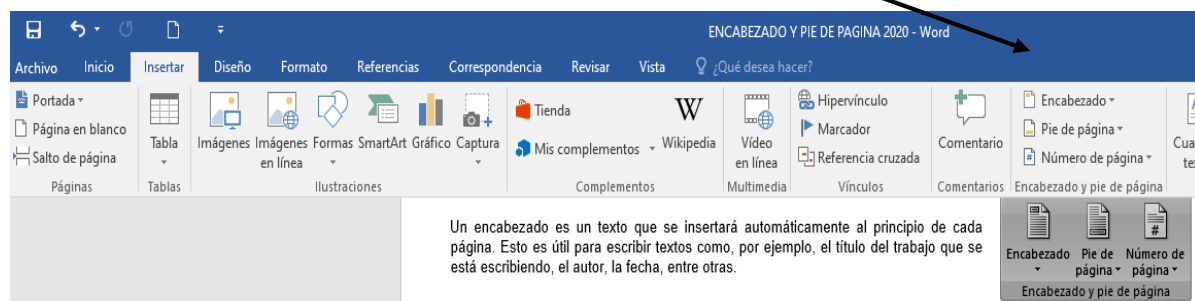 ENCABEZADO Y PIE DE PAGINA 2020 - Word
Archivo Inicio Insertar Diseño Formato Referencias Correspondencia Revisar Vista ¿Qué desea hacer?
Portada
Página en blanco
Salto de página
Páginas
Tabla
Tablas
Imágenes
Imágenes
en línea
Formas
SmartArt
Gráfico
Captura
Ilustraciones
Tienda
Mis complementos
W
Wikipedia
Complementos
Vídeo
en línea
Multimedia
Hipervínculo
Marcador
Referencia cruzada
Vínculos
Comentario
Comentarios
Encabezado
Pie de página
# Número de página
Encabezado y pie de página
Un encabezado es un texto que se insertará automáticamente al principio de cada
página. Esto es útil para escribir textos como, por ejemplo, el título del trabajo que se
está escribiendo, el autor, la fecha, entre otras.
Encabezado
Pie de
página
#
Número de
página
Encabezado y pie de página